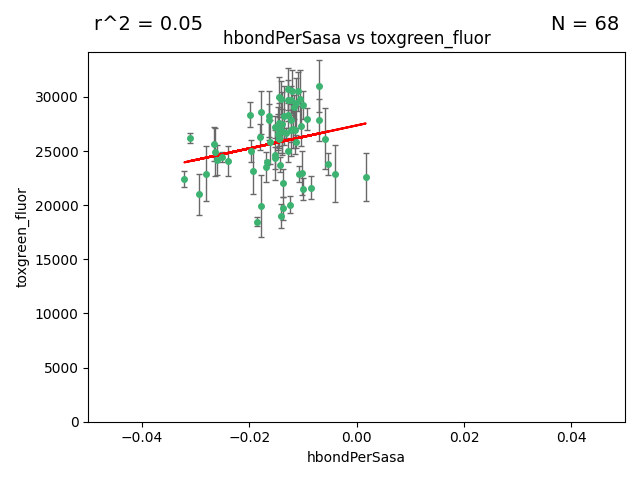 r^2 = 0.05
N = 68
hbondPerSasa vs toxgreen_fluor
toxgreen_fluor
30000
25000
20000
15000
10000
5000
0
−0.04
−0.02
0.00
0.02
0.04
hbondPerSasa